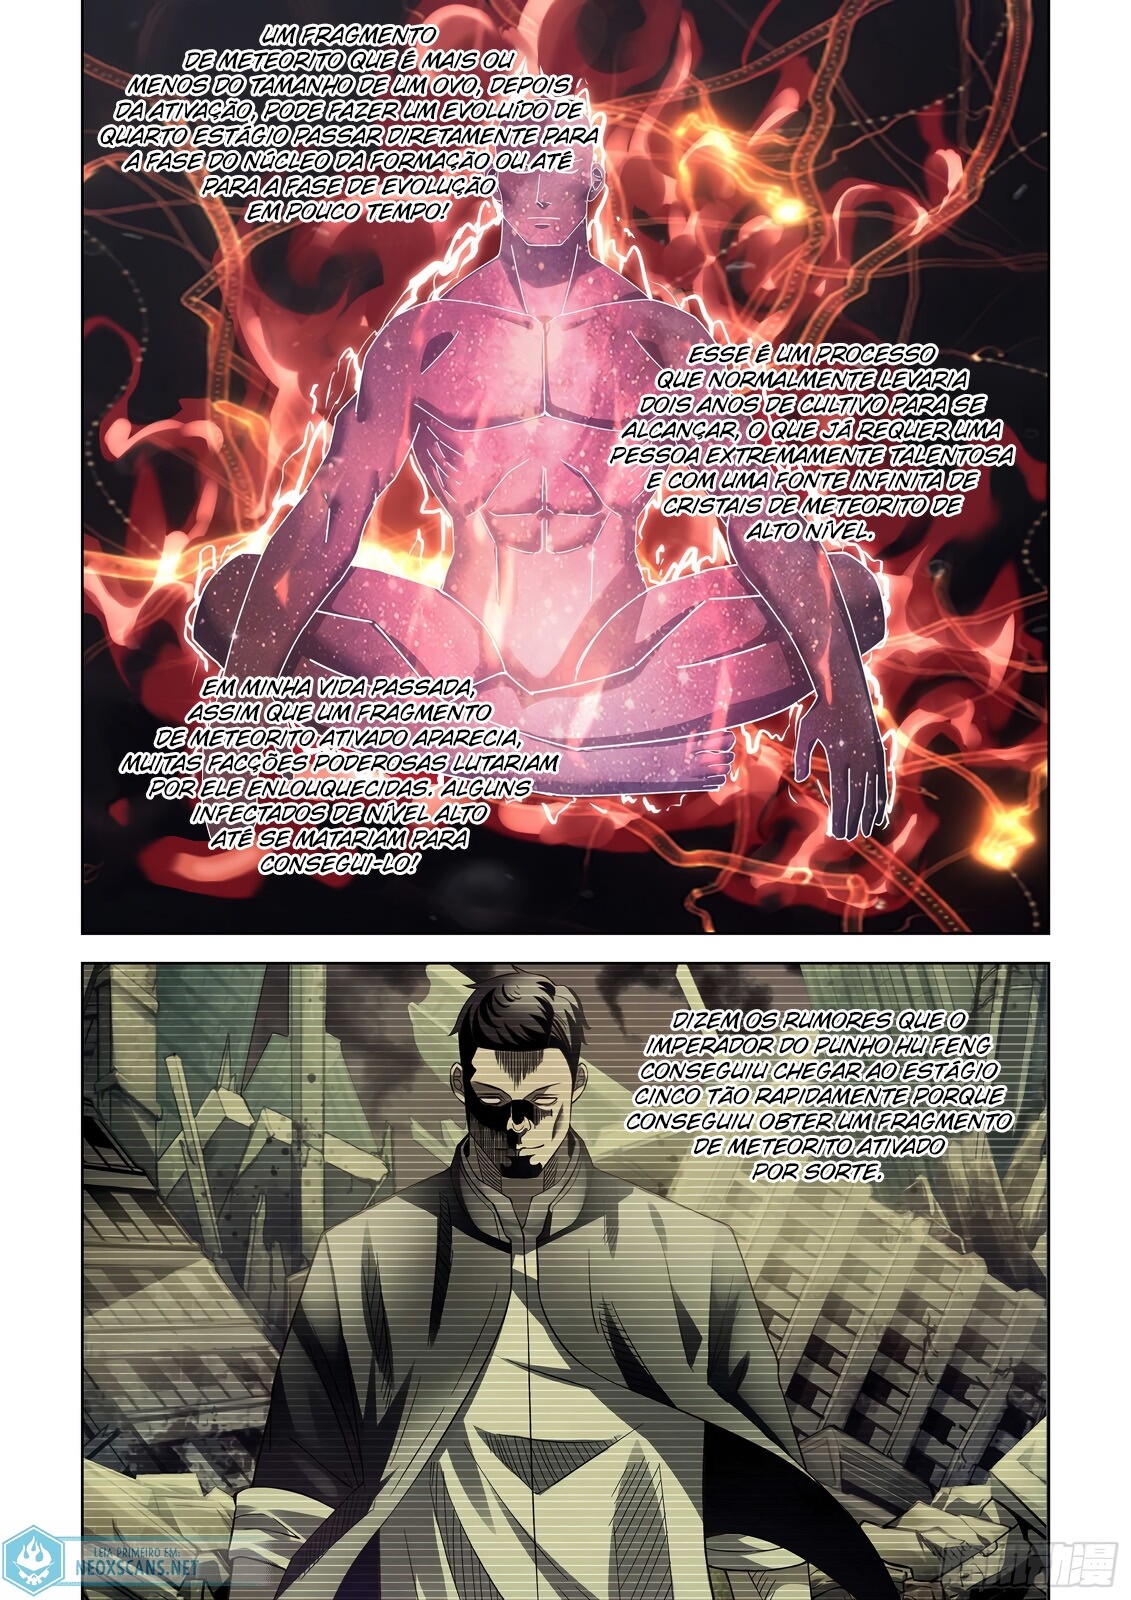 UM FRAGMENTO
DE METEORITO QUE É MAIS OU
MENOS DO TAMANHO DE UM OVO, DEPOIS
DA ATIVAÇÃO, PODE FAZER UM EVOLUÍDO DE
QUARTO ESTÁGIO PASSAR DIRETAMENTE PARA
A FASE DO NÚCLEO DA FORMAÇÃO OU ATÉ
PARA A FASE DE EVOLUÇÃO
EM POUCO TEMPO!
ESSE É UM PROCESSO
QUE NORMALMENTE LEVARIA
DOIS ANOS DE CULTIVO PARA SE
ALCANÇAR, O QUE JÁ REQUER UMA
PESSOA EXTREMAMENTE TALENTOSA
E COM UMA FONTE INFINITA DE
CRISTAIS DE METEORITO DE
ALTO NÍVEL.
EM MINHA VIDA PASSADA,
ASSIM QUE UM FRAGMENTO
DE METEORITO ATIVADO APARECIA,
MUITAS FACÇÕES PODEROSAS LUTARIAM
POR ELE ENLOUQUECIDAS. ALGUNS
INFECTADOS DE NÍVEL ALTO
ATÉ SE MATARIAM PARA
CONSEGUI-LO!
DIZEM OS RUMORES QUE O
IMPERADOR DO PUNHO HU FENG
CONSEGUIU CHEGAR AO ESTÁGIO
CINCO TÃO RAPIDAMENTE PORQUE
CONSEGUIU OBTER UM FRAGMENTO
DE METEORITO ATIVADO
POR SORTE.
LEIA PRIMEIRO EM:
NEOXSCANS.NET
动漫